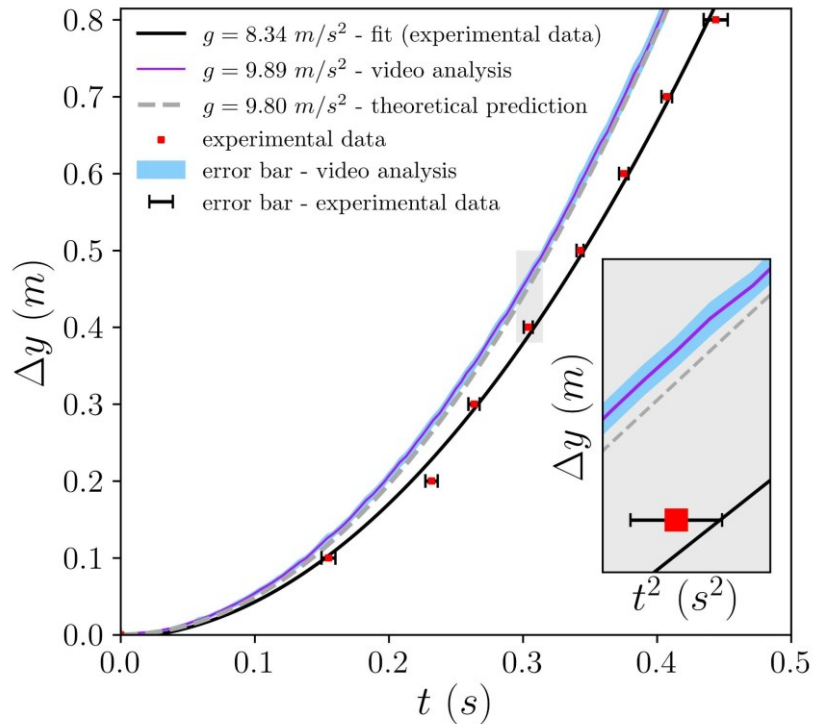 g = 8.34 m/s² - fit (experimental data)
g = 9.89 m/s² - video analysis
g = 9.80 m/s² - theoretical prediction
experimental data
error bar - video analysis
error bar - experimental data
0.8
0.7
0.6
0.5
0.4
0.3
0.2
0.1
0.0
Δy (m)
Δy (m)
t² (s²)
0.0 0.1 0.2 0.3 0.4 0.5
t (s)